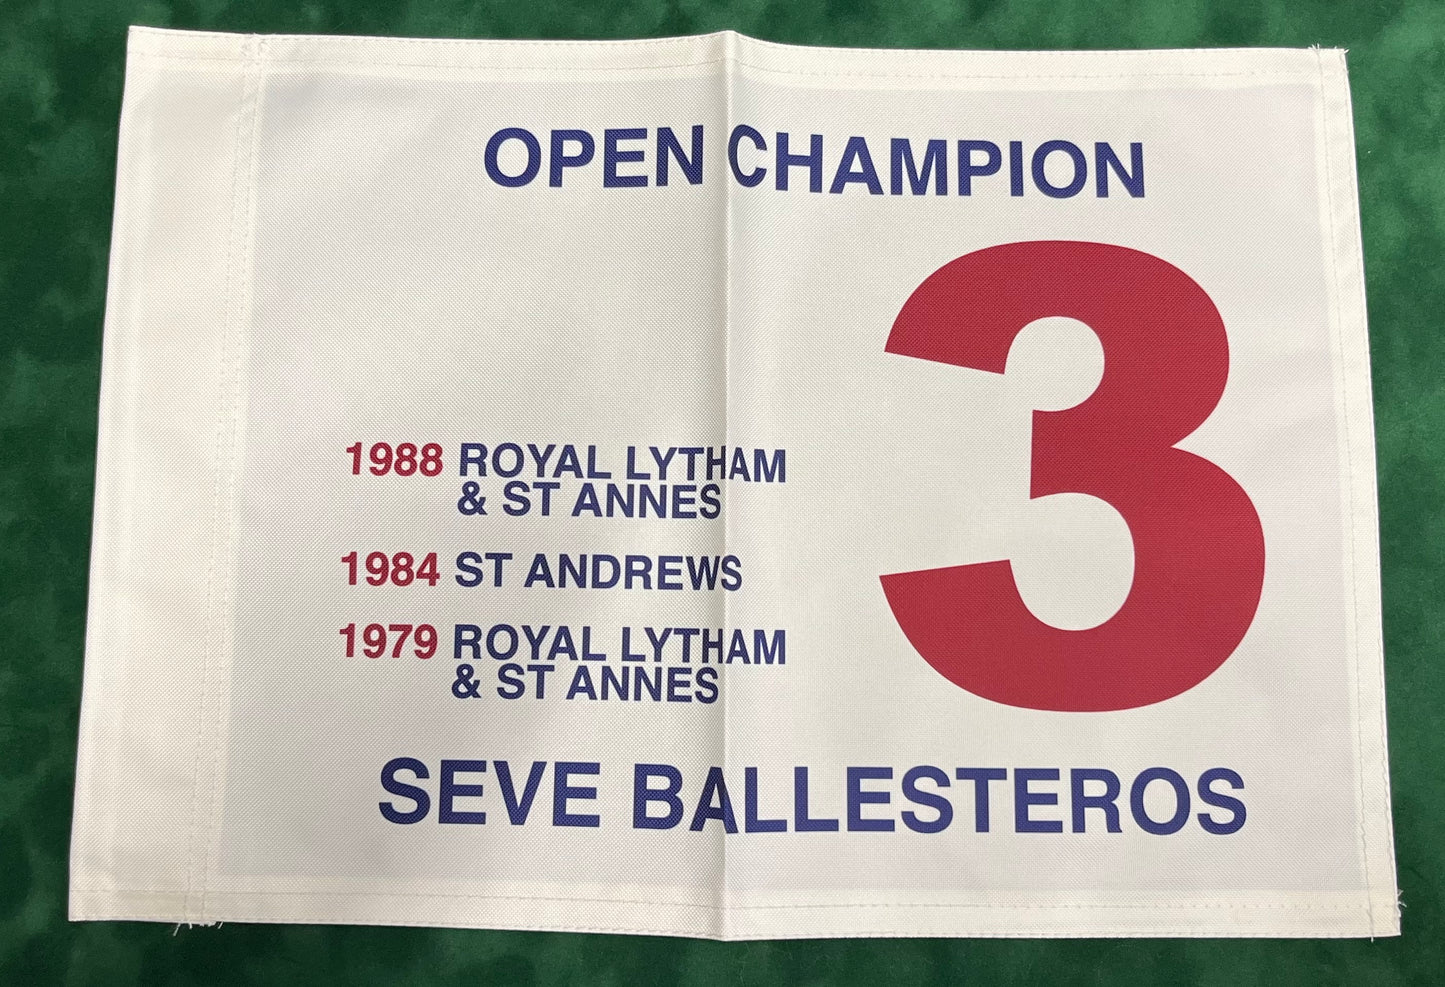 OPEN CHAMPION
3
1988 ROYAL LYTHAM
& ST ANNES
1984 ST ANDREWS
1979 ROYAL LYTHAM
& ST ANNES
SEVE BALLESTEROS